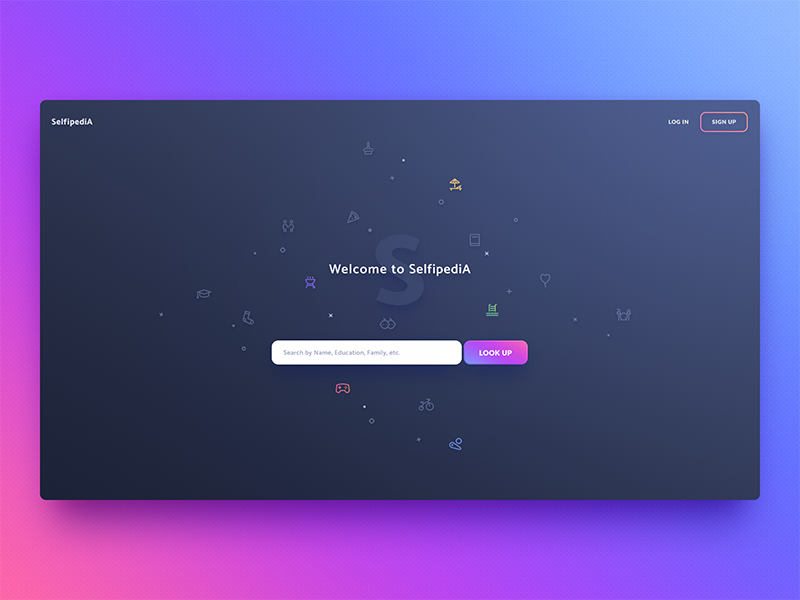 SelfipediA
LOG IN
SIGN UP
S
Welcome to SelfipediA
Search by Name, Education, Family, etc.
LOOK UP